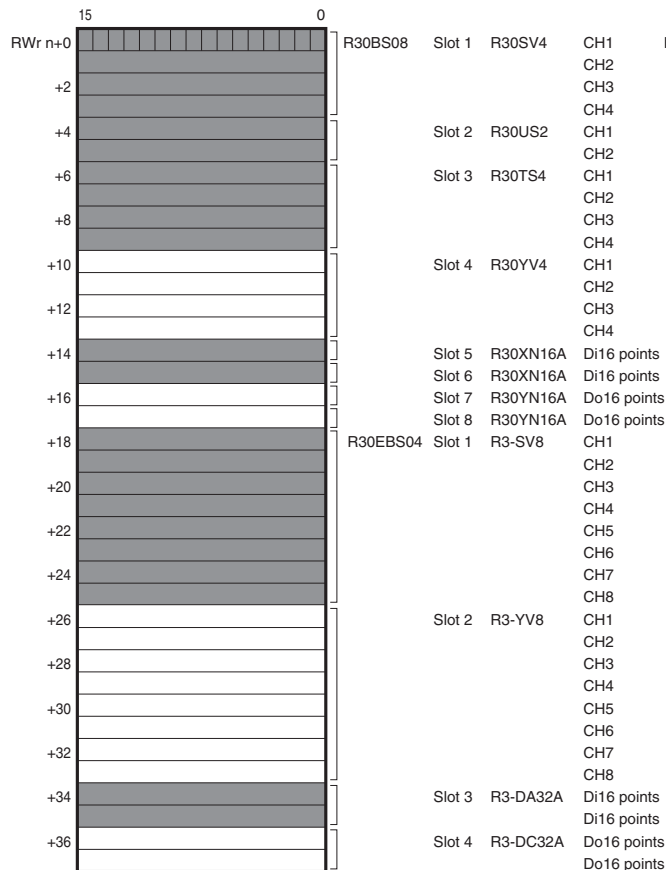 15 0
RWr n+0 R30BS08 Slot 1 R30SV4 CH1
CH2
+2 CH3
CH4
+4 Slot 2 R30US2 CH1
CH2
+6 Slot 3 R30TS4 CH1
CH2
+8 CH3
CH4
+10 Slot 4 R30YV4 CH1
CH2
+12 CH3
CH4
+14 Slot 5 R30XN16A Di16 points
Slot 6 R30XN16A Di16 points
+16 Slot 7 R30YN16A Do16 points
Slot 8 R30YN16A Do16 points
+18 R30EBS04 Slot 1 R3-SV8 CH1
CH2
+20 CH3
CH4
+22 CH5
CH6
+24 CH7
CH8
+26 Slot 2 R3-YV8 CH1
CH2
+28 CH3
CH4
+30 CH5
CH6
+32 CH7
CH8
+34 Slot 3 R3-DA32A Di16 points
Di16 points
+36 Slot 4 R3-DC32A Do16 points
Do16 points